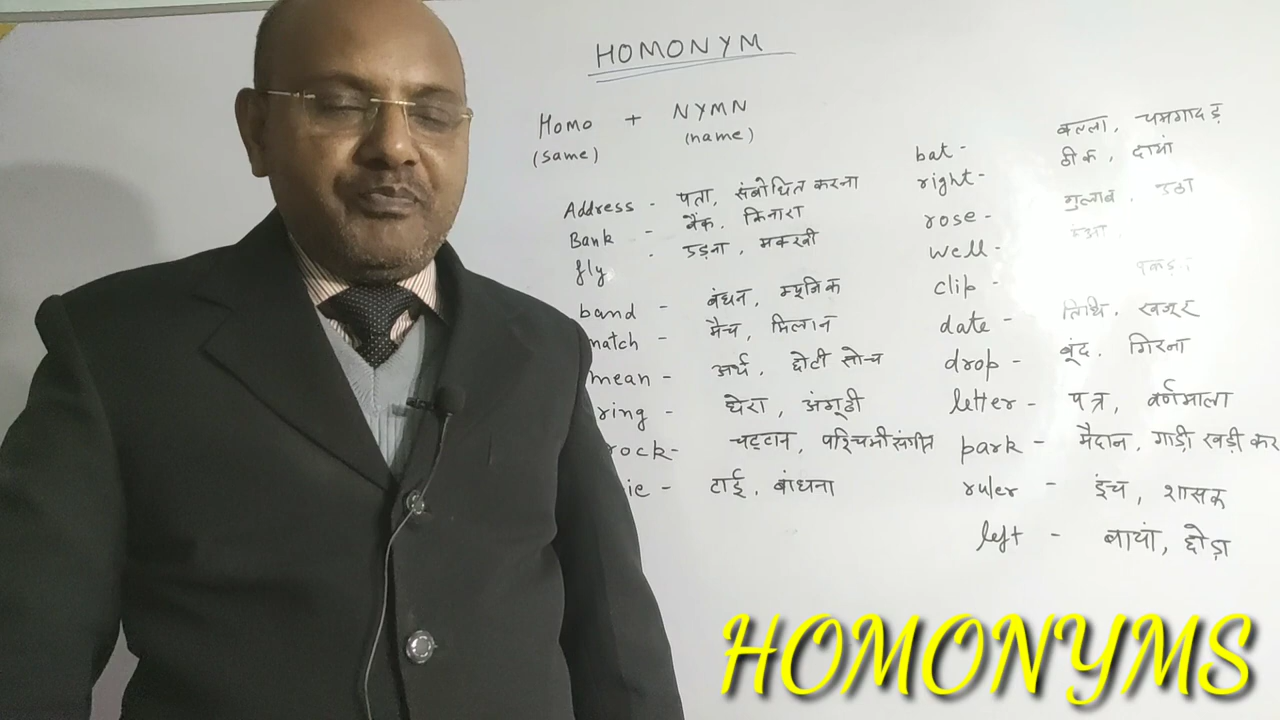 HOMONYM
Homo + NYMN
(same) (name)
Address - पता, संबोधित करना
Bank - बैंक, किनारा
fly - उड़ना, मक्खी
band - बंधन, म्यूजिक
match - मैच, मिलान
mean - अर्थ, छोटी सोच
ring - घेरा, अंगूठी
rock- चट्टान, पश्चिमी संगीत
ie - टाई, बांधना
bat- बल्ला, चमगादड़
right- ठीक, दायां
rose- गुलाब, उठा
well-
clip-
date- तिथि, खजूर
drop- बूंद, गिरना
letter- पत्र, वर्णमाला
park- मैदान, गाड़ी खड़ी कर
ruler - इंच, शासक
left - बायां, छोड़ा
HOMONYMS